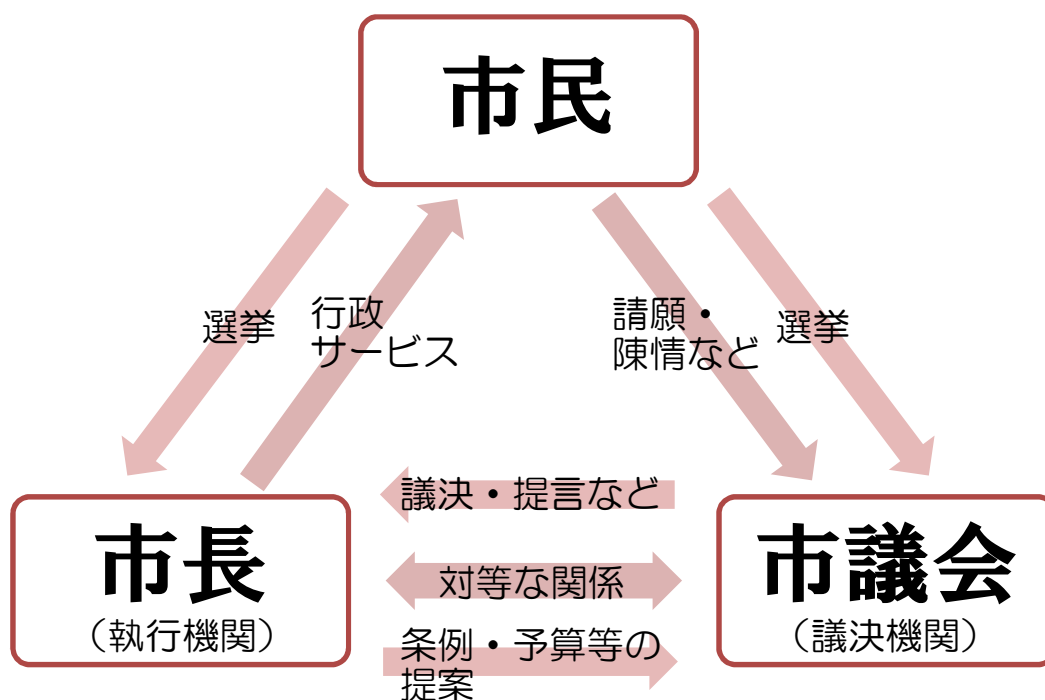 市民
選挙
行政
サービス
請願・
陳情など
選挙
議決・提言など
市長
（執行機関）
対等な関係
市議会
（議決機関）
条例・予算等の
提案